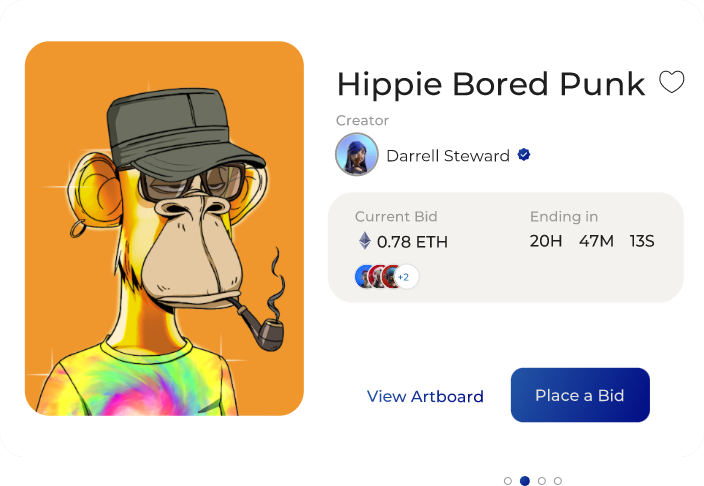 Hippie Bored Punk
Creator
Darrell Steward
Current Bid
Ending in
0.78 ETH
20H 47M 13S
+2
View Artboard
Place a Bid